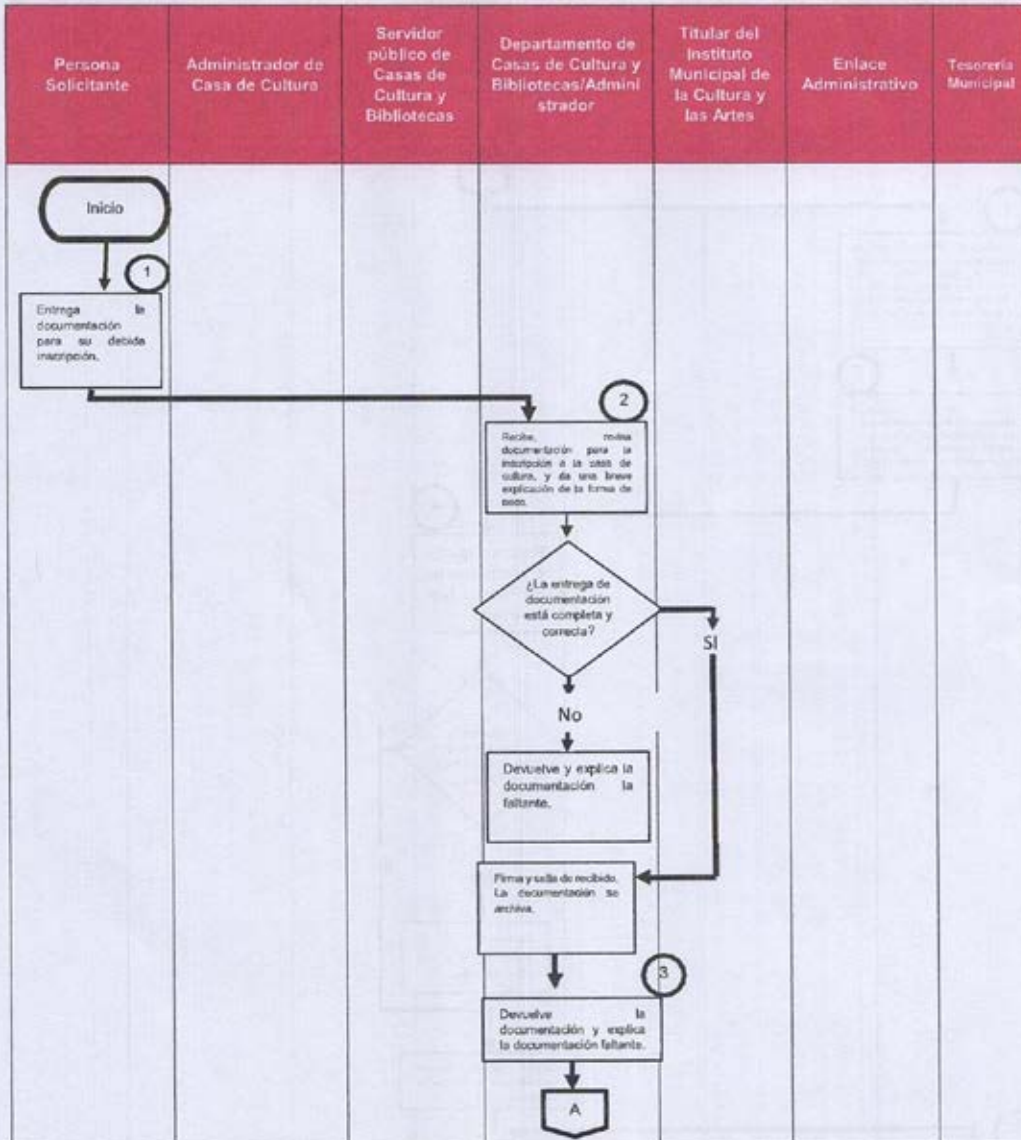 Persona
Solicitante
Administrador de
Casa de Cultura
Servidor
público de
Casas de
Cultura y
Bibliotecas
Departamento de
Casas de Cultura y
Bibliotecas/Admini
strador
Titular del
Instituto
Municipal de
la Cultura y
las Artes
Enlace
Administrativo
Tesorería
Municipal
Inicio
1
Entrega la
documentación
para su debida
inscripción.
2
Recibe, revisa
documentación para la
inscripción a la casa de
cultura, y da una breve
explicación de la forma de
pago.
¿La entrega de
documentación
está completa y
correcta?
SI
No
Devuelve y explica la
documentación la
faltante.
Firma y sella de recibido.
La documentación se
archiva.
3
Devuelve la
documentación y explica
la documentación faltante.
A